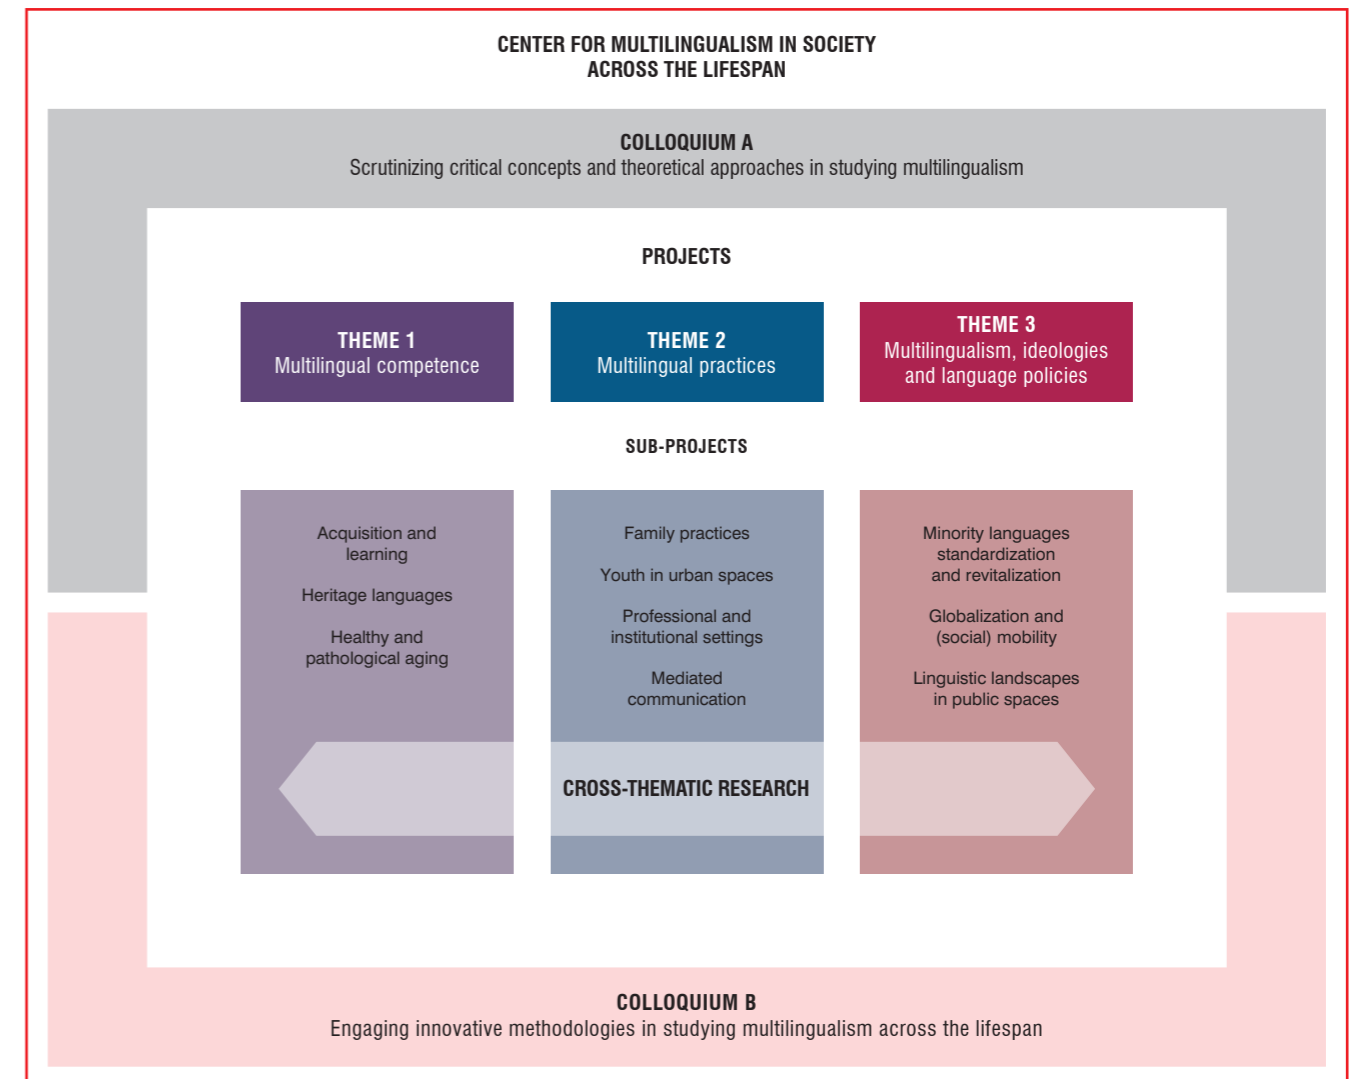 CENTER FOR MULTILINGUALISM IN SOCIETY
ACROSS THE LIFESPAN
COLLOQUIUM A
Scrutinizing critical concepts and theoretical approaches in studying multilingualism
PROJECTS
THEME 1
Multilingual competence
THEME 2
Multilingual practices
THEME 3
Multilingualism, ideologies
and language policies
SUB-PROJECTS
Acquisition and
learning
Heritage languages
Healthy and
pathological aging
Family practices
Youth in urban spaces
Professional and
institutional settings
Mediated
communication
Minority languages
standardization
and revitalization
Globalization and
(social) mobility
Linguistic landscapes
in public spaces
CROSS-THEMATIC RESEARCH
COLLOQUIUM B
Engaging innovative methodologies in studying multilingualism across the lifespan